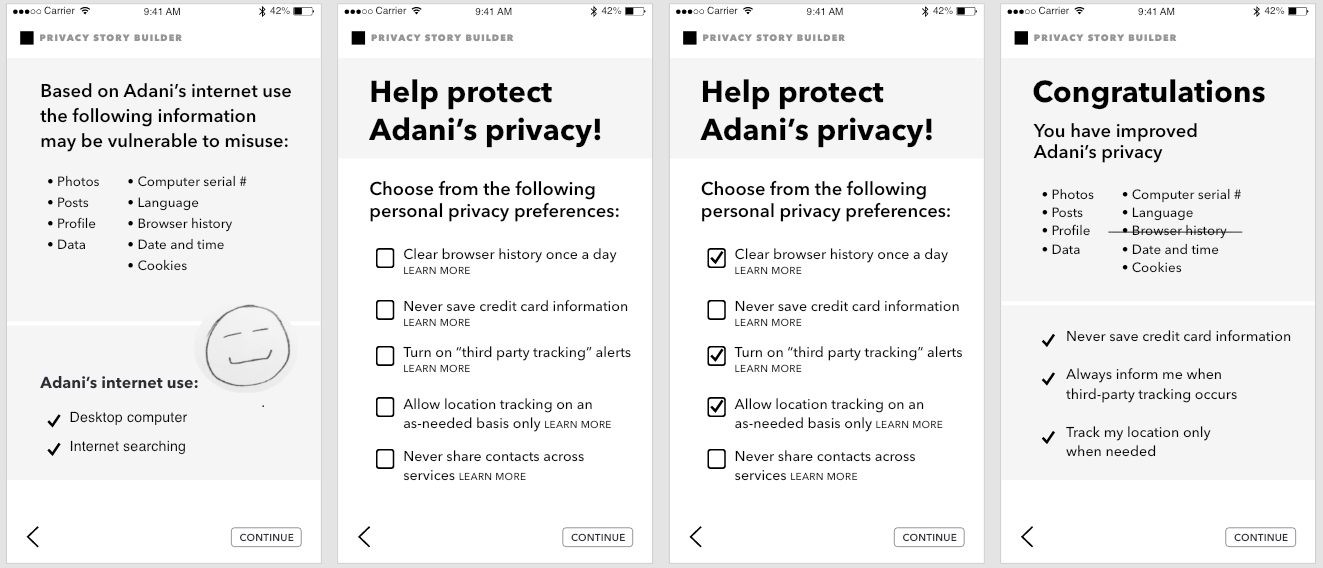 ●●●○○ Carrier 9:41 AM 42%
PRIVACY STORY BUILDER
Based on Adani’s internet use
the following information
may be vulnerable to misuse:
• Photos
• Posts
• Profile
• Data
• Computer serial #
• Language
• Browser history
• Date and time
• Cookies
Adani’s internet use:
Desktop computer
Internet searching
CONTINUE
●●●○○ Carrier 9:41 AM 42%
PRIVACY STORY BUILDER
Help protect
Adani’s privacy!
Choose from the following
personal privacy preferences:
Clear browser history once a day
LEARN MORE
Never save credit card information
LEARN MORE
Turn on “third party tracking” alerts
LEARN MORE
Allow location tracking on an
as-needed basis only LEARN MORE
Never share contacts across
services LEARN MORE
CONTINUE
●●●○○ Carrier 9:41 AM 42%
PRIVACY STORY BUILDER
Help protect
Adani’s privacy!
Choose from the following
personal privacy preferences:
Clear browser history once a day
LEARN MORE
Never save credit card information
LEARN MORE
Turn on “third party tracking” alerts
LEARN MORE
Allow location tracking on an
as-needed basis only LEARN MORE
Never share contacts across
services LEARN MORE
CONTINUE
●●●○○ Carrier 9:41 AM 42%
PRIVACY STORY BUILDER
Congratulations
You have improved
Adani’s privacy
• Photos
• Posts
• Profile
• Data
• Computer serial #
• Language
• Browser history
• Date and time
• Cookies
Never save credit card information
Always inform me when
third-party tracking occurs
Track my location only
when needed
CONTINUE